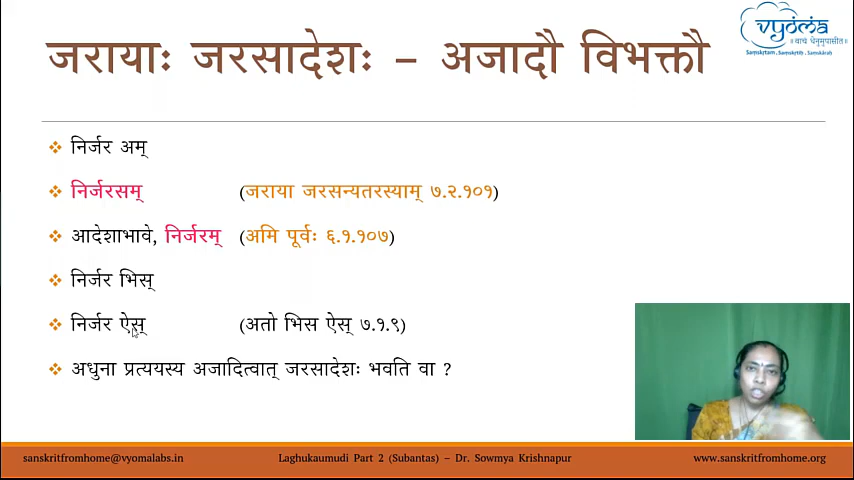 जरायाः जरसादेशः – अजादौ विभक्तौ
vyoma
॥ वाचं धेनुमुपासीत ॥
Samskrtam . Samskrti . Samskarah
❖ निर्जर अम्
❖ निर्जरसम् (जराया जरसन्यतरस्याम् ७.२.१०१)
❖ आदेशाभावे, निर्जरम् (अमि पूर्वः ६.१.१०७)
❖ निर्जर भिस्
❖ निर्जर ऐस् (अतो भिस ऐस् ७.१.९)
❖ अधुना प्रत्ययस्य अजादित्वात् जरसादेशः भवति वा ?
sanskritfromhome@vyomalabs.in Laghukaumudi Part 2 (Subantas) – Dr. Sowmya Krishnapur www.sanskritfromhome.org